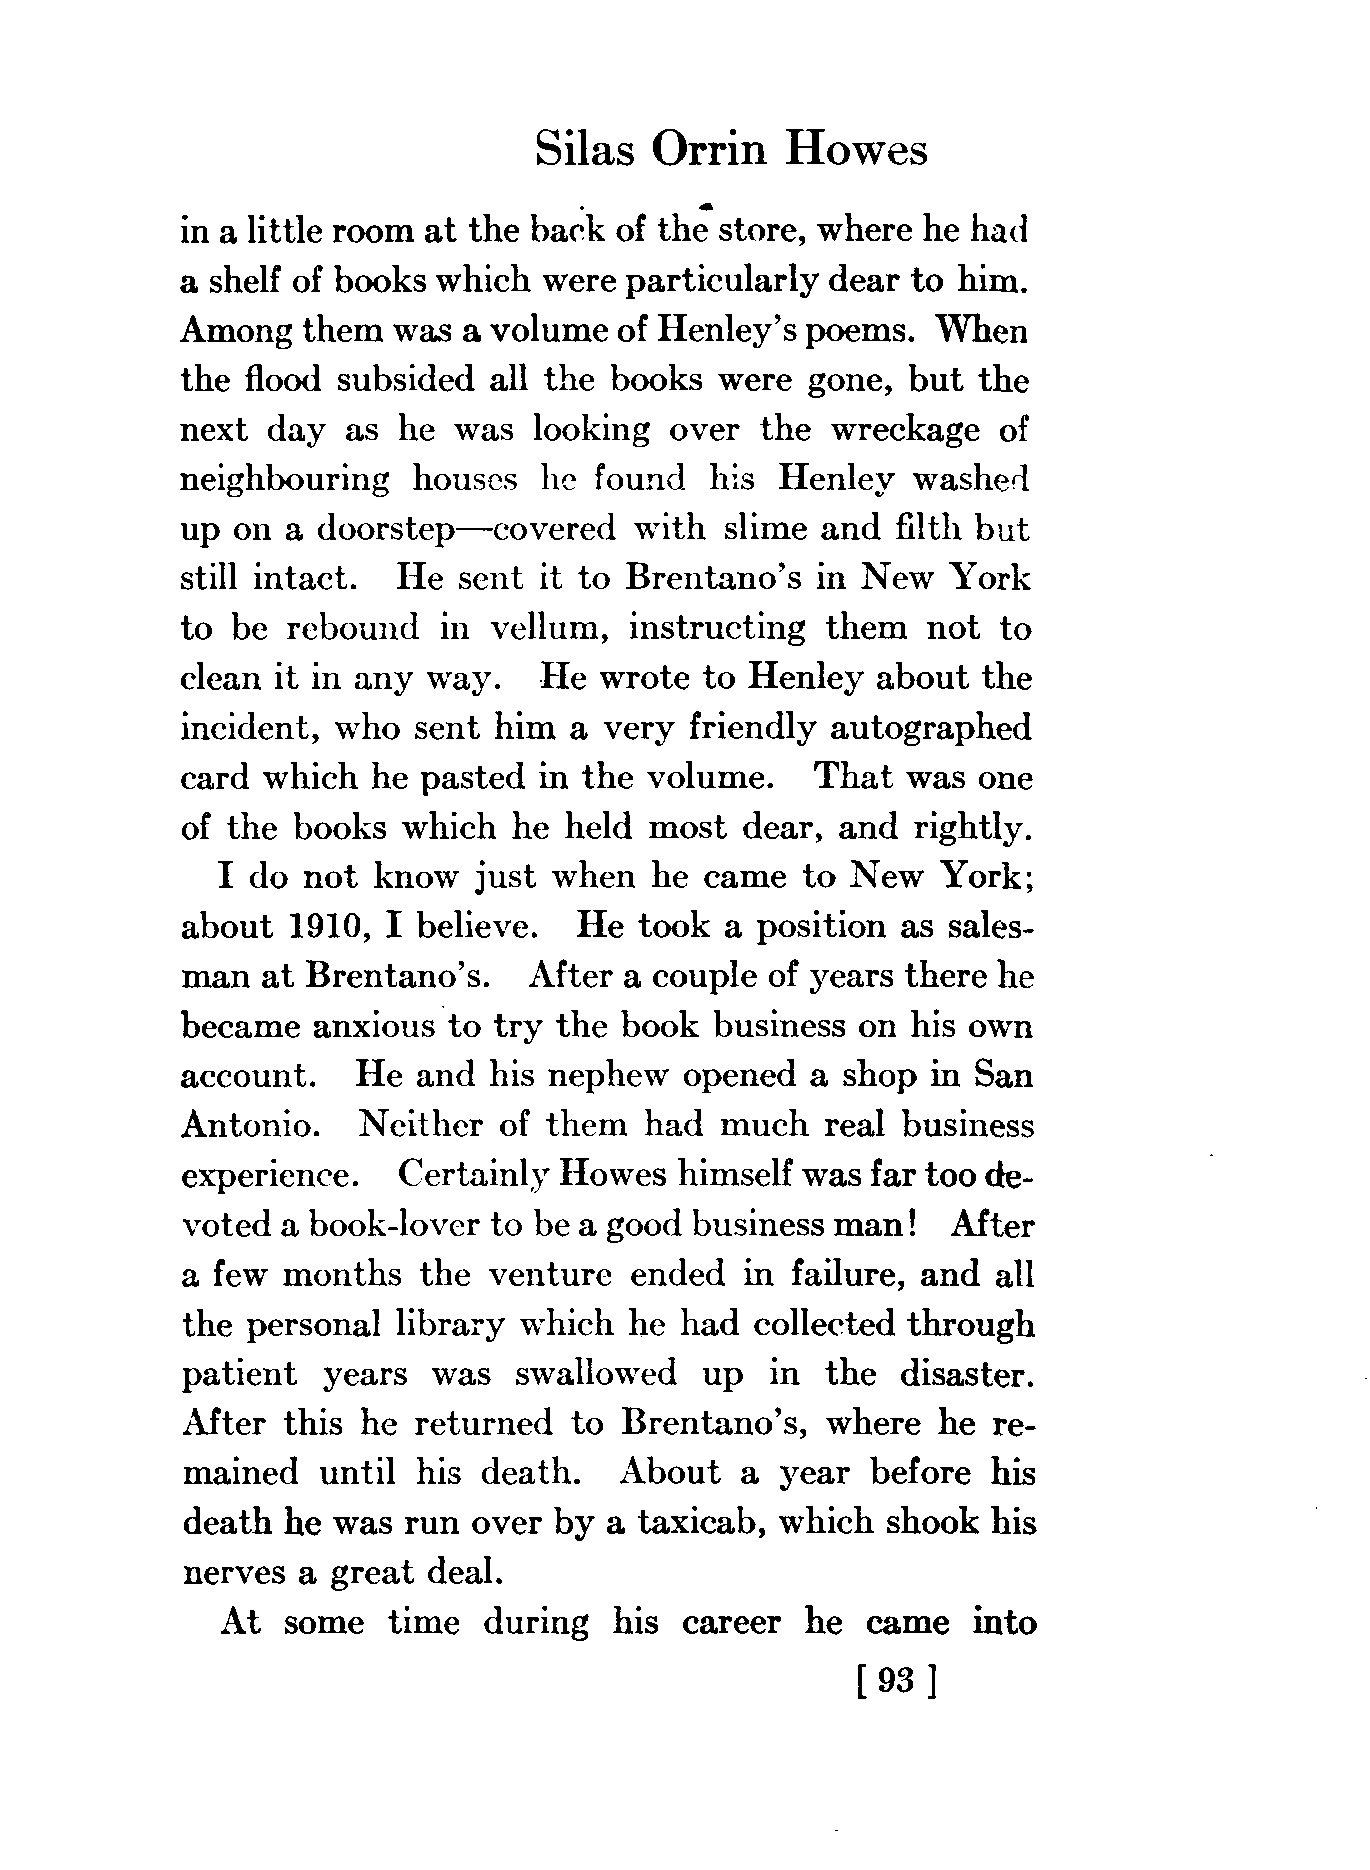 Silas Orrin Howes
in a little room at the back of the store, where he had
a shelf of books which were particularly dear to him.
Among them was a volume of Henley's poems. When
the flood subsided all the books were gone, but the
next day as he was looking over the wreckage of
neighbouring houses he found his Henley washed
up on a doorstep—covered with slime and filth but
still intact. He sent it to Brentano's in New York
to be rebound in vellum, instructing them not to
clean it in any way. He wrote to Henley about the
incident, who sent him a very friendly autographed
card which he pasted in the volume. That was one
of the books which he held most dear, and rightly.
I do not know just when he came to New York;
about 1910, I believe. He took a position as sales-
man at Brentano's. After a couple of years there he
became anxious to try the book business on his own
account. He and his nephew opened a shop in San
Antonio. Neither of them had much real business
experience. Certainly Howes himself was far too de-
voted a book-lover to be a good business man! After
a few months the venture ended in failure, and all
the personal library which he had collected through
patient years was swallowed up in the disaster.
After this he returned to Brentano's, where he re-
mained until his death. About a year before his
death he was run over by a taxicab, which shook his
nerves a great deal.
At some time during his career he came into
[ 93 ]